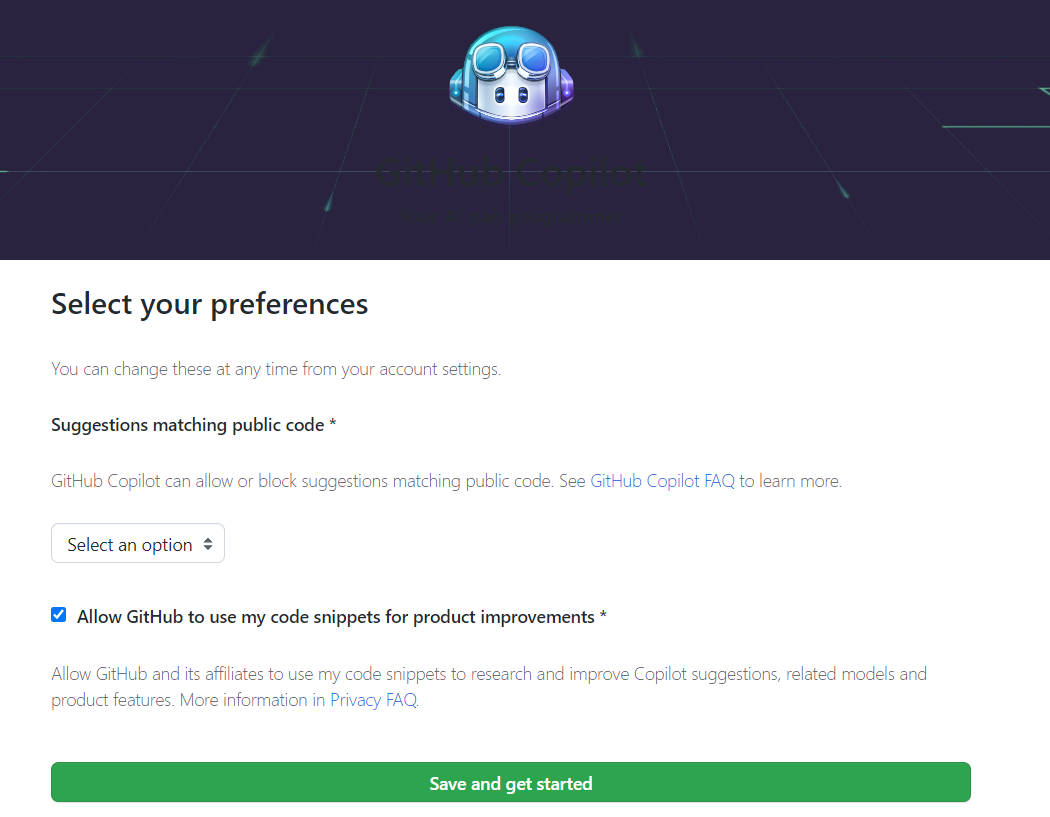 GitHub Copilot
Select your preferences
You can change these at any time from your account settings.
Suggestions matching public code *
GitHub Copilot can allow or block suggestions matching public code. See GitHub Copilot FAQ to learn more.
Select an option
Allow GitHub to use my code snippets for product improvements *
Allow GitHub and its affiliates to use my code snippets to research and improve Copilot suggestions, related models and
product features. More information in Privacy FAQ.
Save and get started